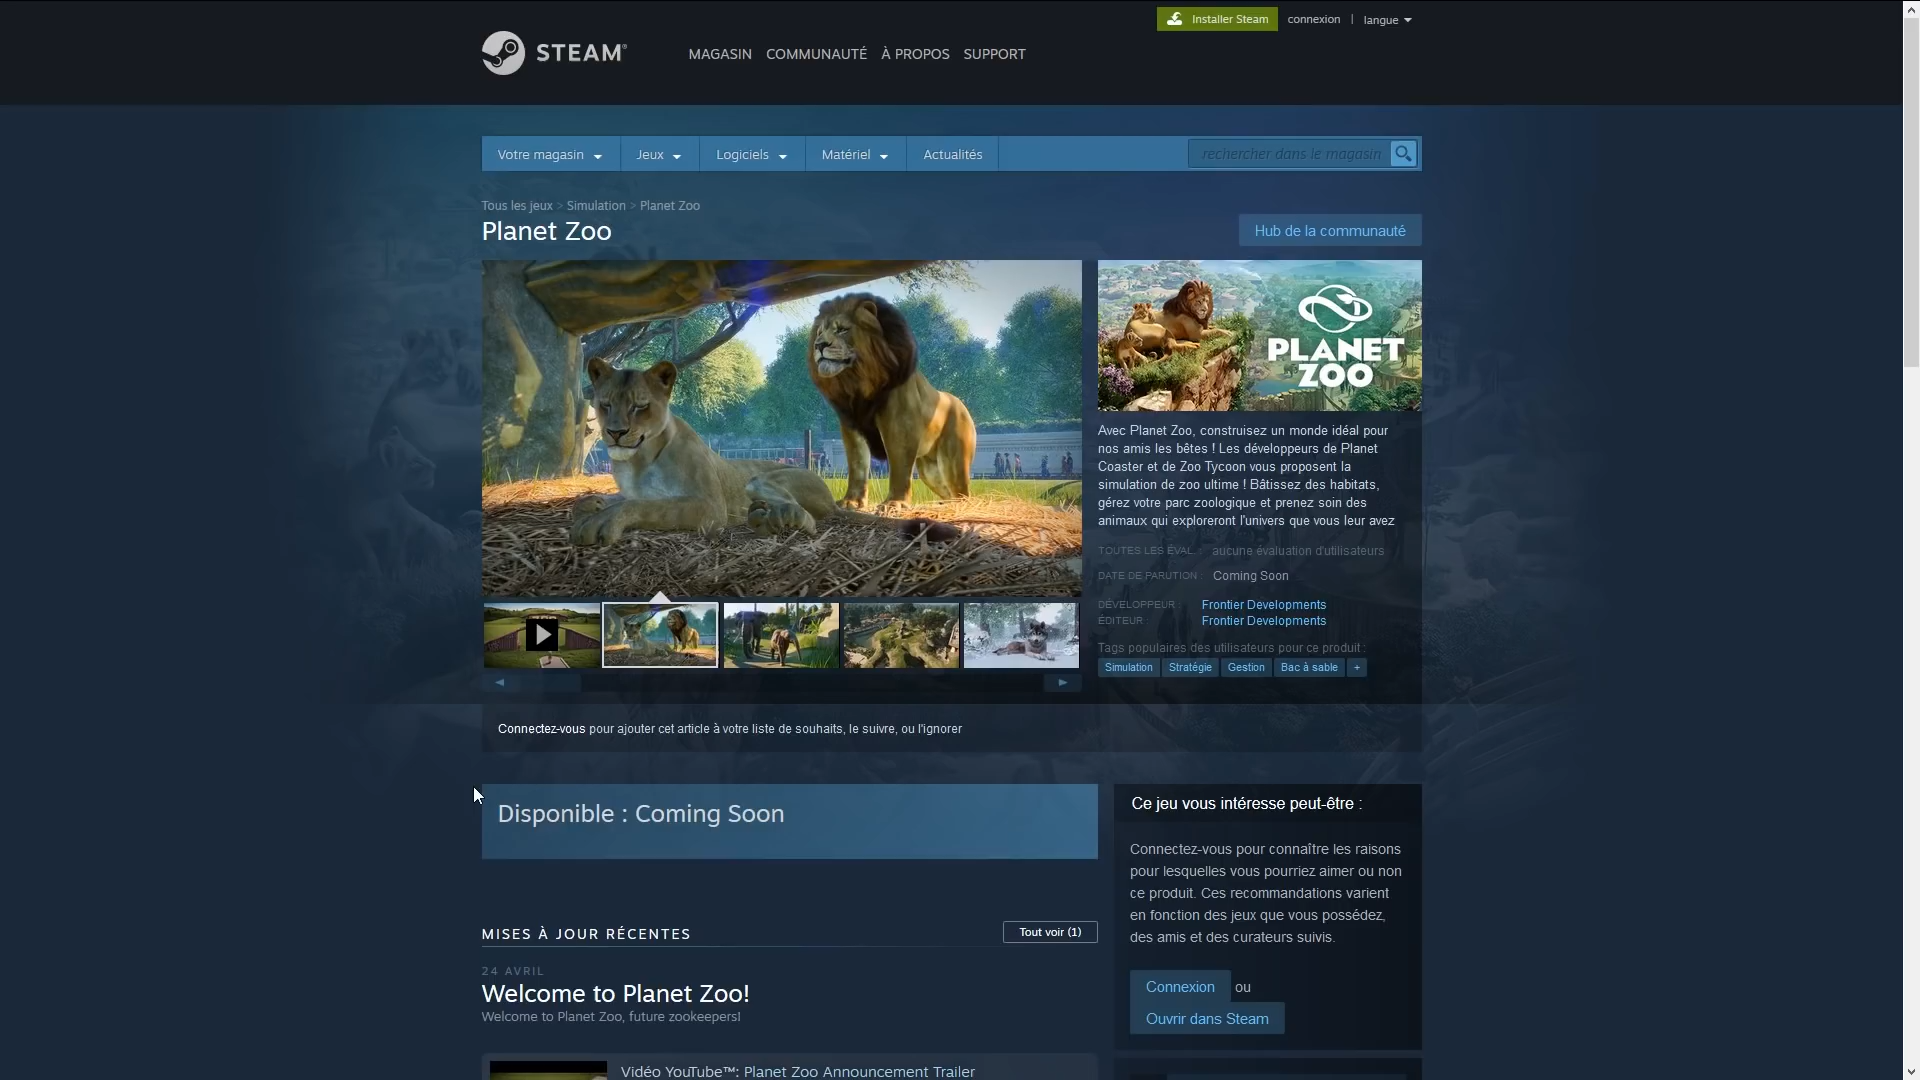 Installer Steam
connexion
|
langue
STEAM®
MAGASIN
COMMUNAUTÉ
À PROPOS
SUPPORT
Votre magasin
Jeux
Logiciels
Matériel
Actualités
rechercher dans le magasin
Tous les jeux > Simulation > Planet Zoo
Planet Zoo
Hub de la communauté
PLANET
ZOO
Avec Planet Zoo, construisez un monde idéal pour
nos amis les bêtes ! Les développeurs de Planet
Coaster et de Zoo Tycoon vous proposent la
simulation de zoo ultime ! Bâtissez des habitats,
gérez votre parc zoologique et prenez soin des
animaux qui exploreront l'univers que vous leur avez
TOUTES LES ÉVAL. : aucune évaluation d'utilisateurs
DATE DE PARUTION : Coming Soon
DÉVELOPPEUR : Frontier Developments
ÉDITEUR : Frontier Developments
Tags populaires des utilisateurs pour ce produit :
Simulation
Stratégie
Gestion
Bac à sable
+
Connectez-vous pour ajouter cet article à votre liste de souhaits, le suivre, ou l'ignorer
Disponible : Coming Soon
Ce jeu vous intéresse peut-être :
Connectez-vous pour connaître les raisons
pour lesquelles vous pourriez aimer ou non
ce produit. Ces recommandations varient
en fonction des jeux que vous possédez,
des amis et des curateurs suivis.
Connexion ou
Ouvrir dans Steam
MISES À JOUR RÉCENTES
Tout voir (1)
24 AVRIL
Welcome to Planet Zoo!
Welcome to Planet Zoo, future zookeepers!
Vidéo YouTube™: Planet Zoo Announcement Trailer